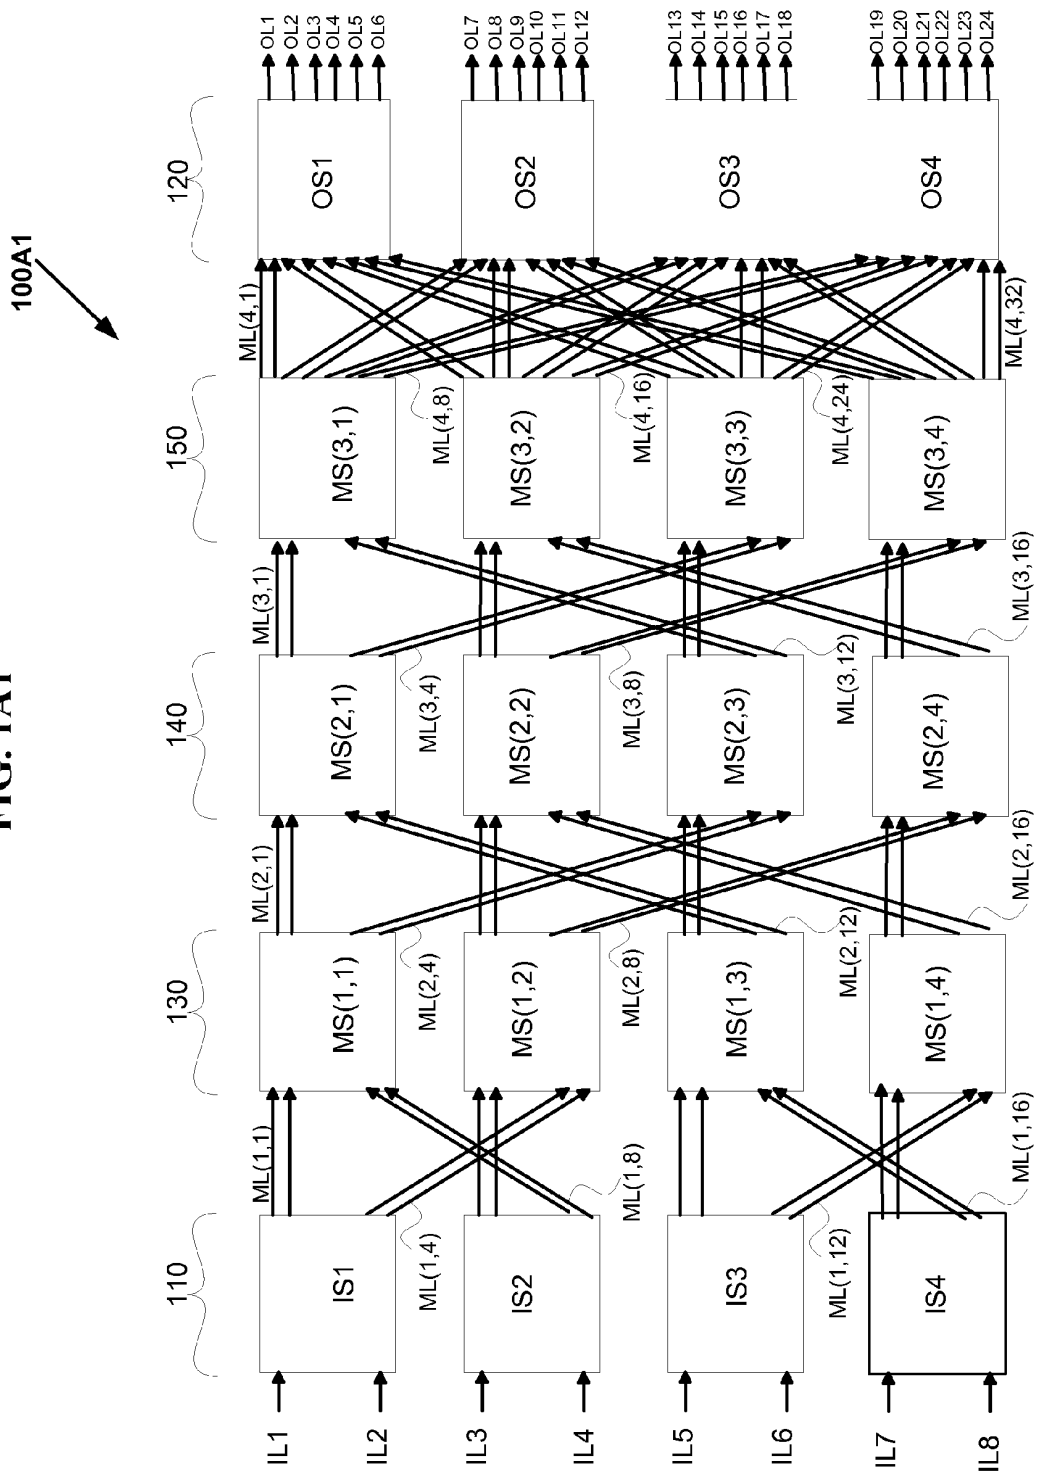 FIG. 1A1
100A1
110
130
140
150
120
IL1
IL2
IL3
IL4
IL5
IL6
IL7
IL8
IS1
IS2
IS3
IS4
ML(1,1)
ML(1,4)
ML(1,8)
ML(1,12)
ML(1,16)
MS(1,1)
MS(1,2)
MS(1,3)
MS(1,4)
ML(2,1)
ML(2,4)
ML(2,8)
ML(2,12)
ML(2,16)
MS(2,1)
MS(2,2)
MS(2,3)
MS(2,4)
ML(3,1)
ML(3,4)
ML(3,8)
ML(3,12)
ML(3,16)
MS(3,1)
MS(3,2)
MS(3,3)
MS(3,4)
ML(4,1)
ML(4,8)
ML(4,16)
ML(4,24)
ML(4,32)
OS1
OS2
OS3
OS4
OL1
OL2
OL3
OL4
OL5
OL6
OL7
OL8
OL9
OL10
OL11
OL12
OL13
OL14
OL15
OL16
OL17
OL18
OL19
OL20
OL21
OL22
OL23
OL24